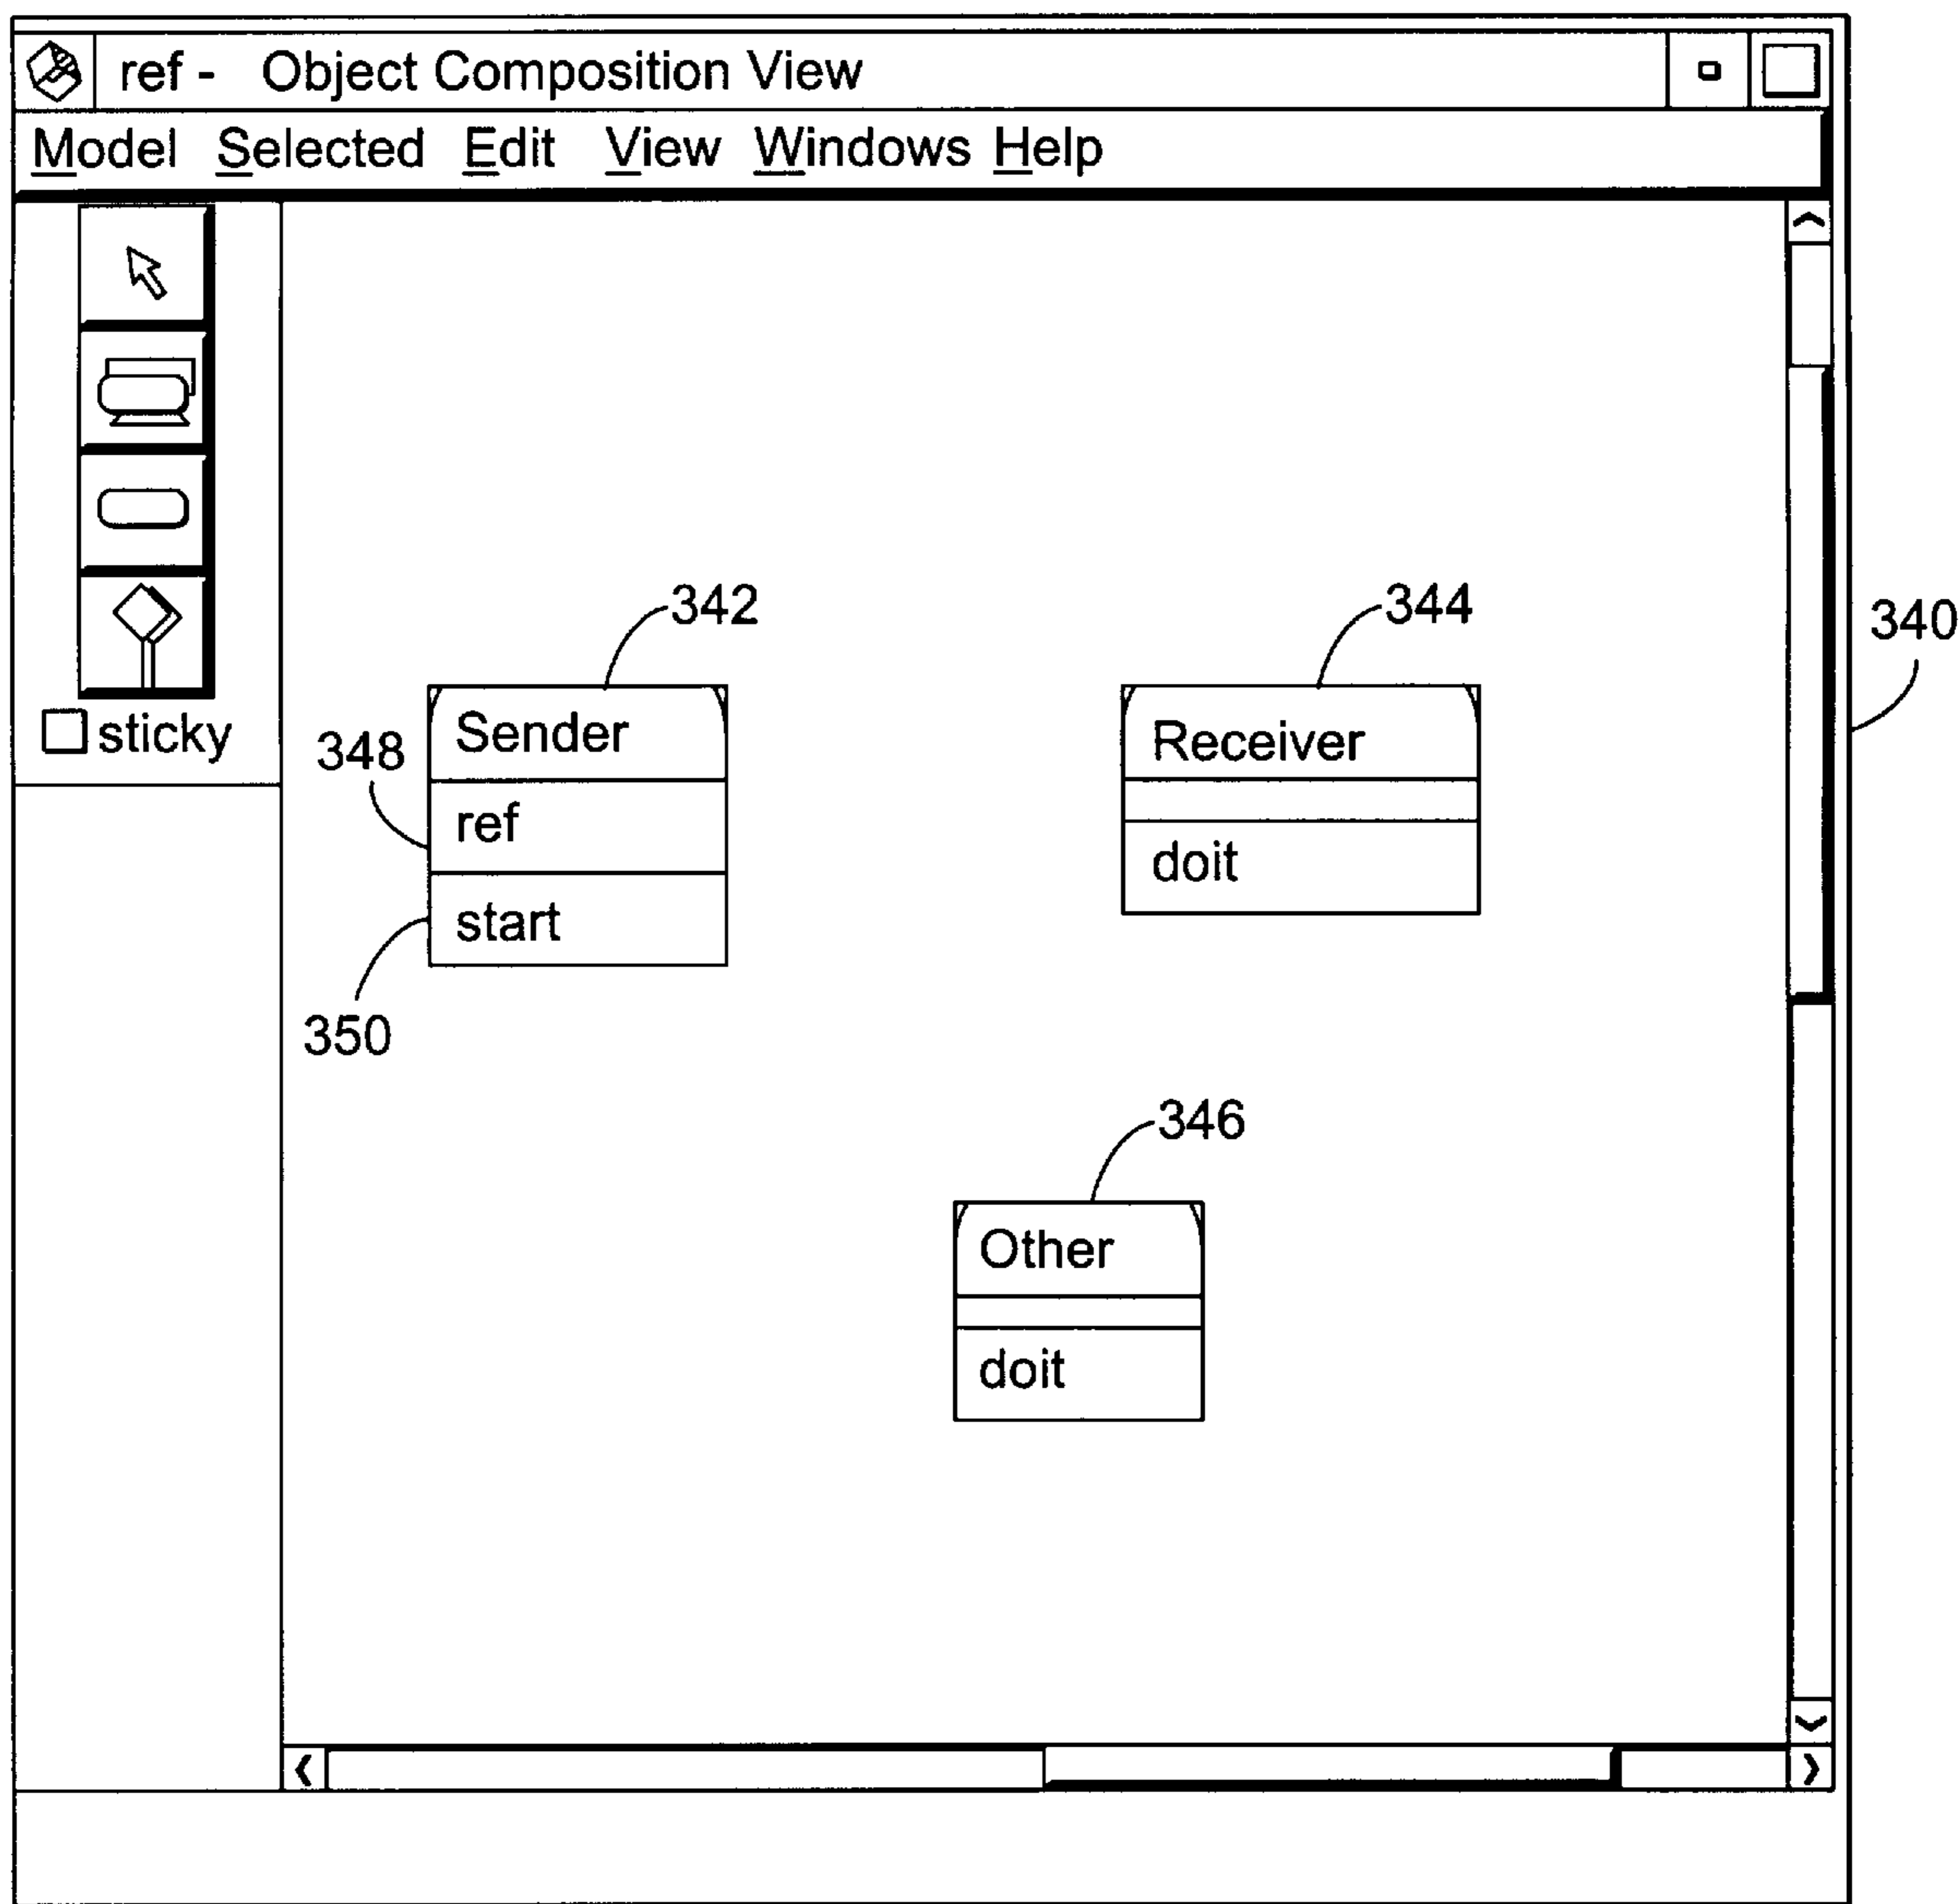 ref - Object Composition View
Model Selected Edit View Windows Help
sticky
342
344
340
348
Sender
ref
start
350
Receiver
doit
346
Other
doit